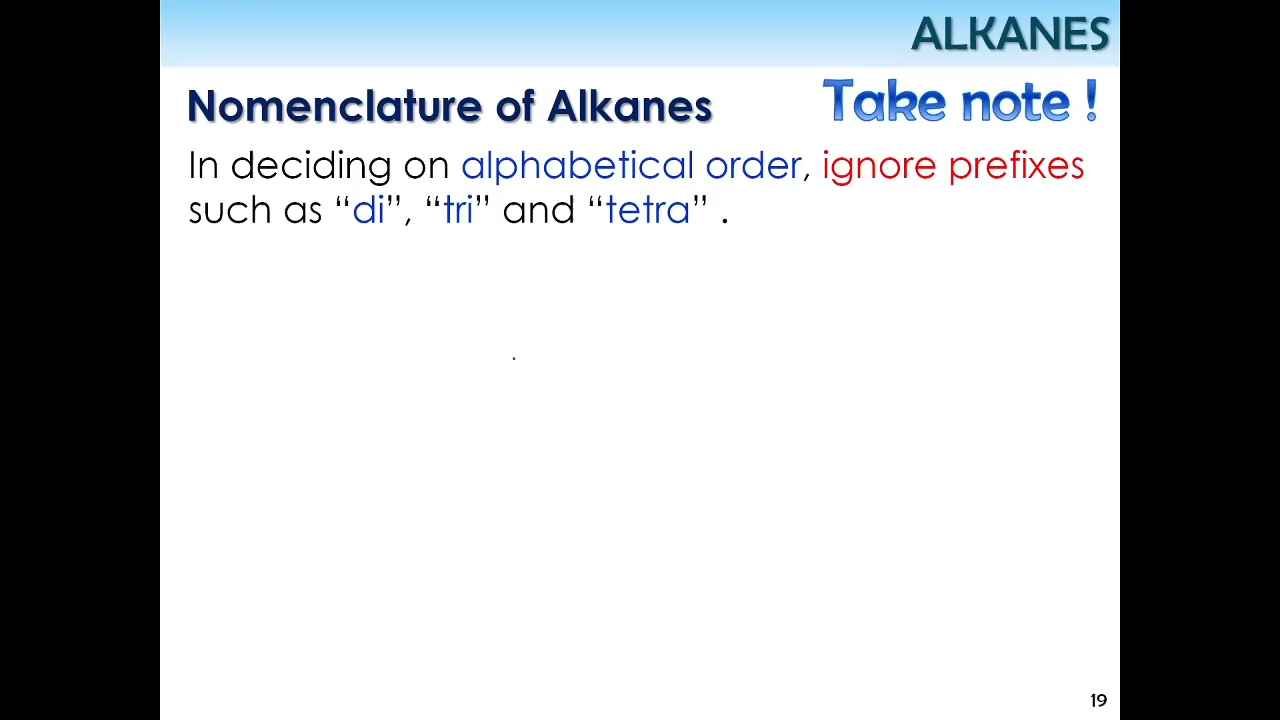 ALKANES
Nomenclature of Alkanes
Take note !
In deciding on alphabetical order, ignore prefixes
such as “di”, “tri” and “tetra” .
19